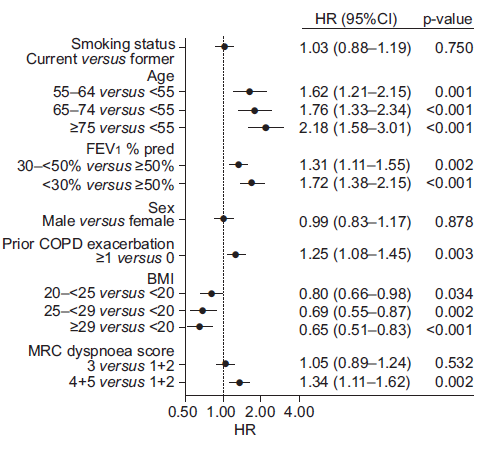 HR (95%CI) p-value
Smoking status
Current versus former 1.03 (0.88–1.19) 0.750
Age
55–64 versus <55 1.62 (1.21–2.15) 0.001
65–74 versus <55 1.76 (1.33–2.34) <0.001
≥75 versus <55 2.18 (1.58–3.01) <0.001
FEV1 % pred
30–<50% versus ≥50% 1.31 (1.11–1.55) 0.002
<30% versus ≥50% 1.72 (1.38–2.15) <0.001
Sex
Male versus female 0.99 (0.83–1.17) 0.878
Prior COPD exacerbation
≥1 versus 0 1.25 (1.08–1.45) 0.003
BMI
20–<25 versus <20 0.80 (0.66–0.98) 0.034
25–<29 versus <20 0.69 (0.55–0.87) 0.002
≥29 versus <20 0.65 (0.51–0.83) <0.001
MRC dyspnoea score
3 versus 1+2 1.05 (0.89–1.24) 0.532
4+5 versus 1+2 1.34 (1.11–1.62) 0.002
0.50 1.00 2.00 4.00
HR